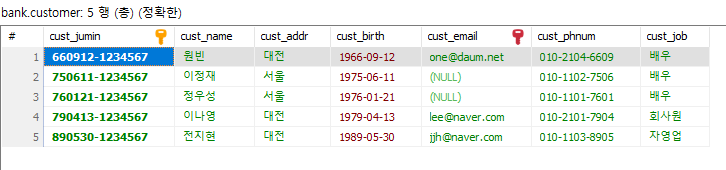 bank.customer: 5 행 (총) (정확한)
# cust_jumin cust_name cust_addr cust_birth cust_email cust_phnum cust_job
1 660912-1234567 원빈 대전 1966-09-12 one@daum.net 010-2104-6609 배우
2 750611-1234567 이정재 서울 1975-06-11 (NULL) 010-1102-7506 배우
3 760121-1234567 정우성 서울 1976-01-21 (NULL) 010-1101-7601 배우
4 790413-1234567 이나영 대전 1979-04-13 lee@naver.com 010-2101-7904 회사원
5 890530-1234567 전지현 대전 1989-05-30 jjh@naver.com 010-1103-8905 자영업